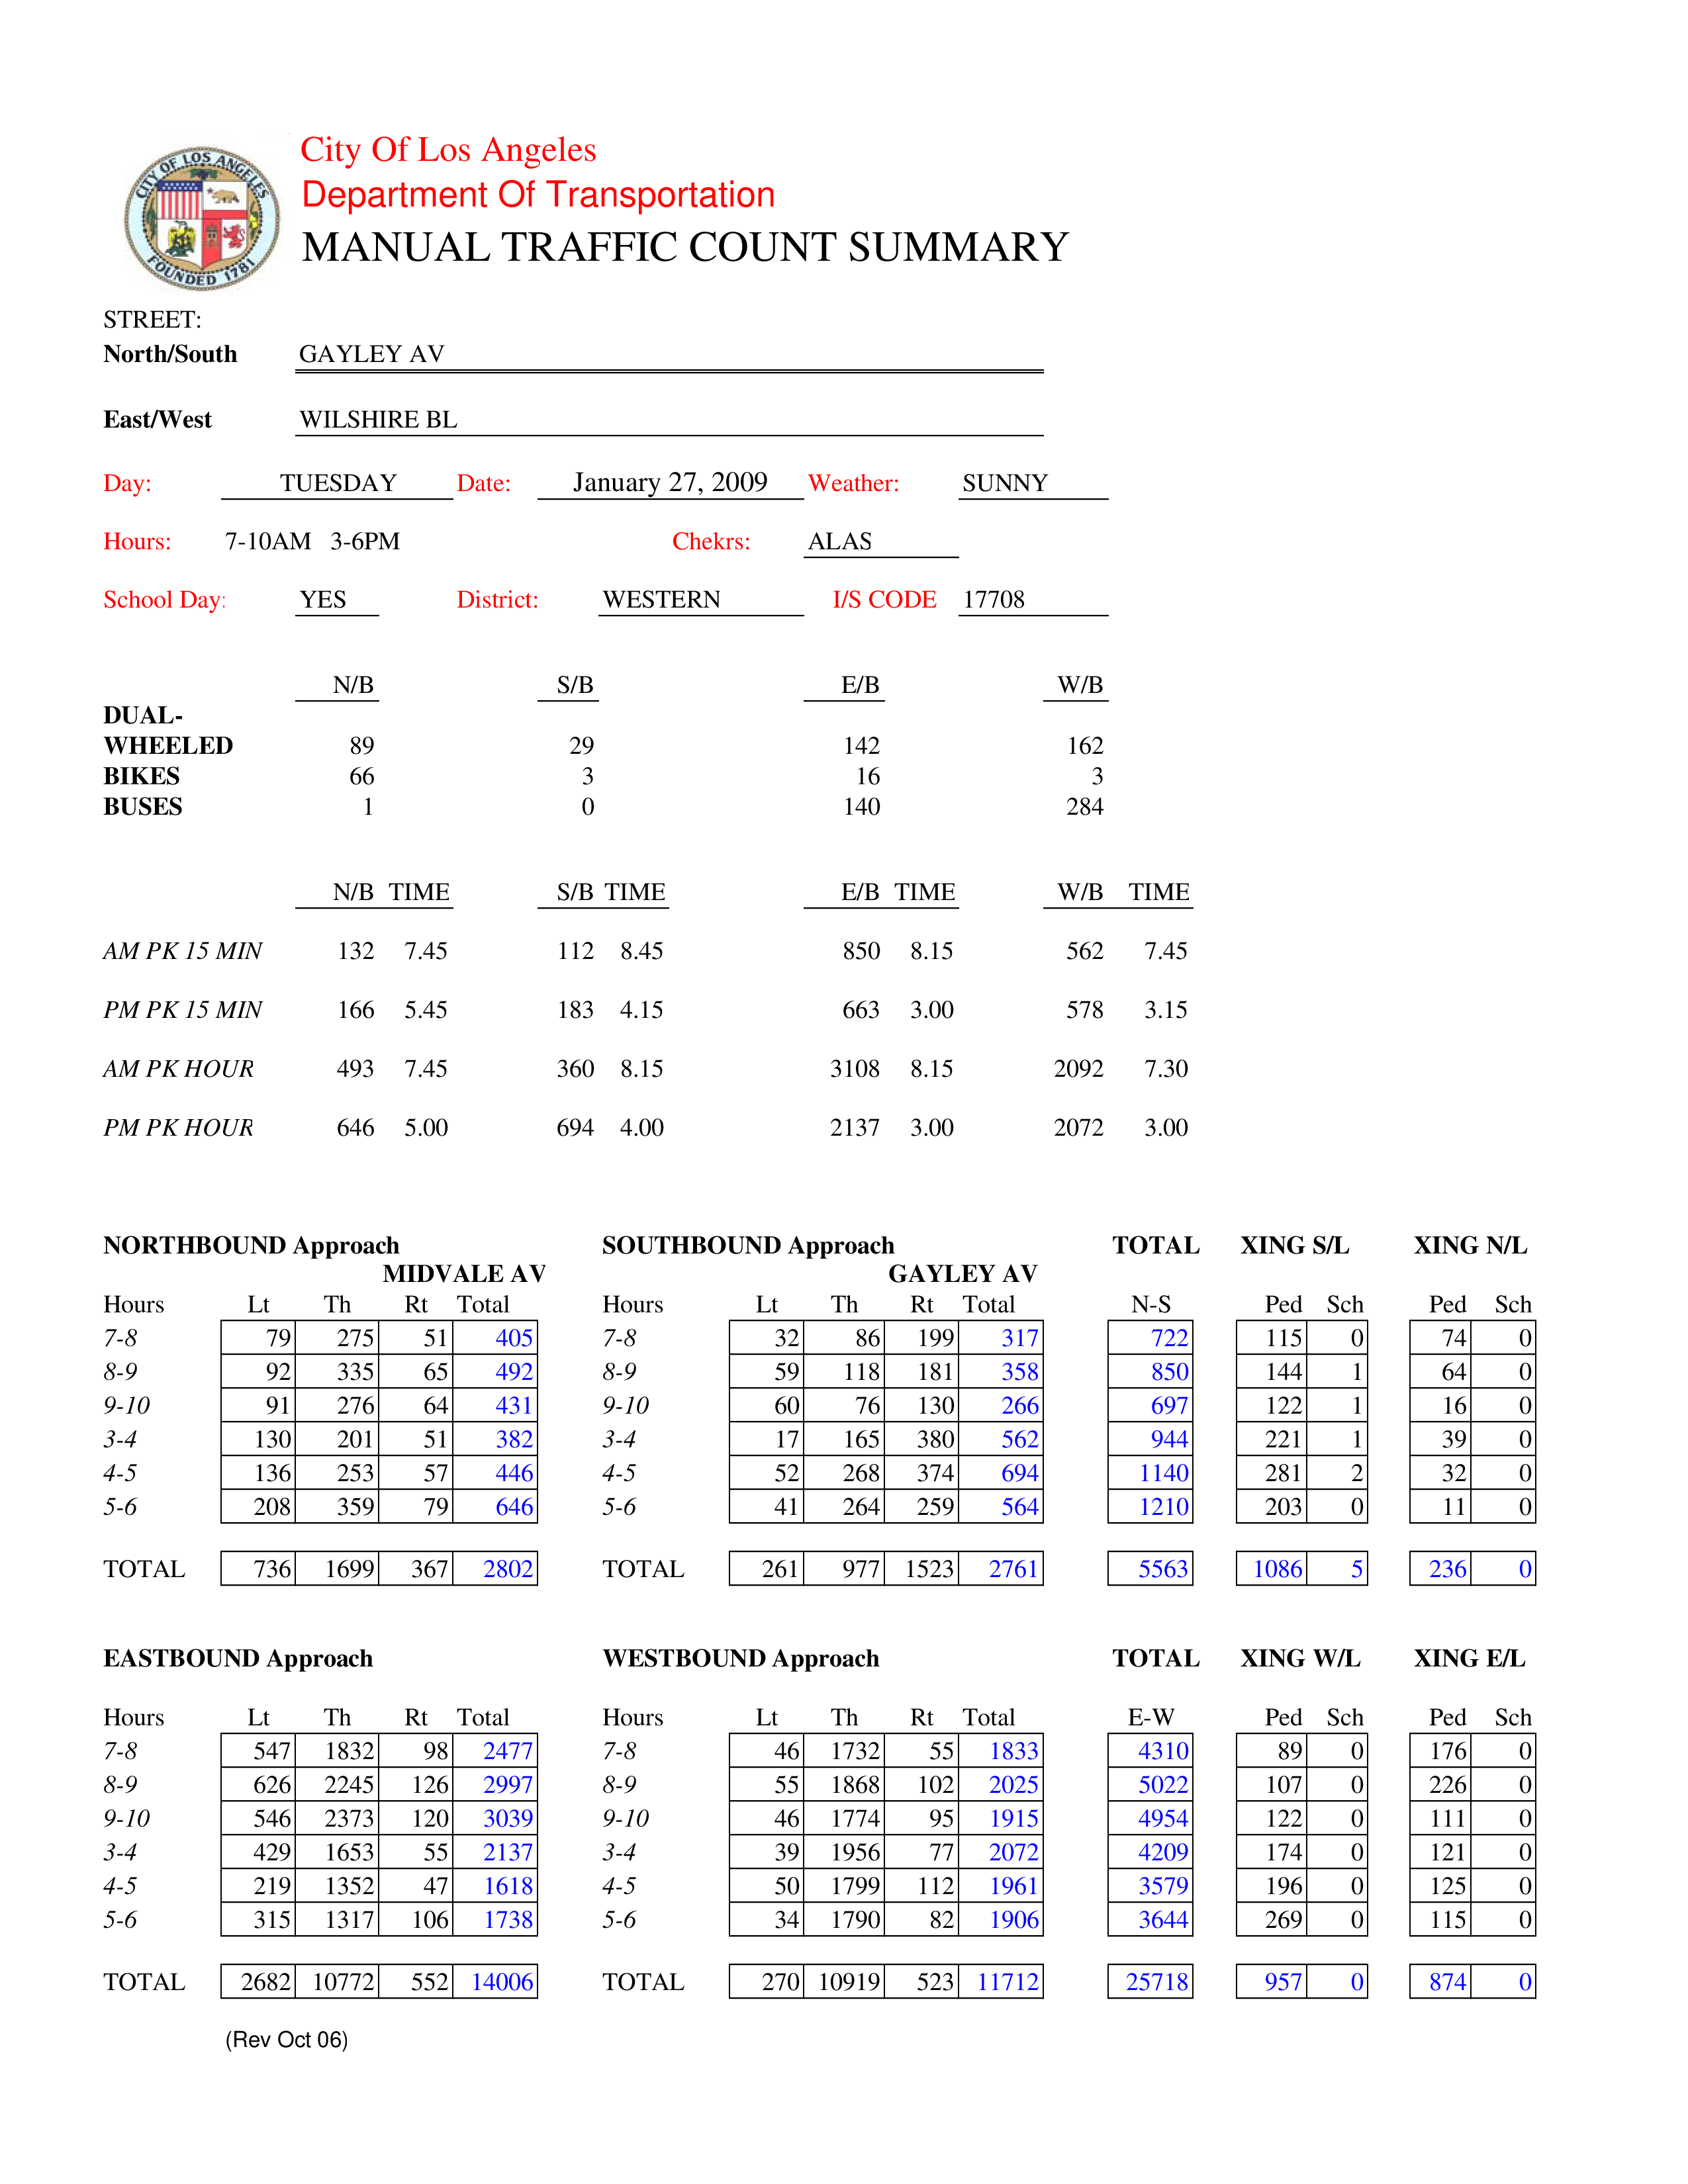 CITY OF LOS ANGELES
FOUNDED 1781
City Of Los Angeles
Department Of Transportation
MANUAL TRAFFIC COUNT SUMMARY
STREET:
North/South GAYLEY AV
East/West WILSHIRE BL
Day: TUESDAY Date: January 27, 2009 Weather: SUNNY
Hours: 7-10AM 3-6PM Chekrs: ALAS
School Day: YES District: WESTERN I/S CODE 17708
N/B S/B E/B W/B
DUAL-
WHEELED 89 29 142 162
BIKES 66 3 16 3
BUSES 1 0 140 284
N/B TIME S/B TIME E/B TIME W/B TIME
AM PK 15 MIN 132 7.45 112 8.45 850 8.15 562 7.45
PM PK 15 MIN 166 5.45 183 4.15 663 3.00 578 3.15
AM PK HOUR 493 7.45 360 8.15 3108 8.15 2092 7.30
PM PK HOUR 646 5.00 694 4.00 2137 3.00 2072 3.00
NORTHBOUND Approach SOUTHBOUND Approach TOTAL XING S/L XING N/L
MIDVALE AV GAYLEY AV
Hours Lt Th Rt Total Hours Lt Th Rt Total N-S Ped Sch Ped Sch
7-8 79 275 51 405 7-8 32 86 199 317 722 115 0 74 0
8-9 92 335 65 492 8-9 59 118 181 358 850 144 1 64 0
9-10 91 276 64 431 9-10 60 76 130 266 697 122 1 16 0
3-4 130 201 51 382 3-4 17 165 380 562 944 221 1 39 0
4-5 136 253 57 446 4-5 52 268 374 694 1140 281 2 32 0
5-6 208 359 79 646 5-6 41 264 259 564 1210 203 0 11 0
TOTAL 736 1699 367 2802 TOTAL 261 977 1523 2761 5563 1086 5 236 0
EASTBOUND Approach WESTBOUND Approach TOTAL XING W/L XING E/L
Hours Lt Th Rt Total Hours Lt Th Rt Total E-W Ped Sch Ped Sch
7-8 547 1832 98 2477 7-8 46 1732 55 1833 4310 89 0 176 0
8-9 626 2245 126 2997 8-9 55 1868 102 2025 5022 107 0 226 0
9-10 546 2373 120 3039 9-10 46 1774 95 1915 4954 122 0 111 0
3-4 429 1653 55 2137 3-4 39 1956 77 2072 4209 174 0 121 0
4-5 219 1352 47 1618 4-5 50 1799 112 1961 3579 196 0 125 0
5-6 315 1317 106 1738 5-6 34 1790 82 1906 3644 269 0 115 0
TOTAL 2682 10772 552 14006 TOTAL 270 10919 523 11712 25718 957 0 874 0
(Rev Oct 06)